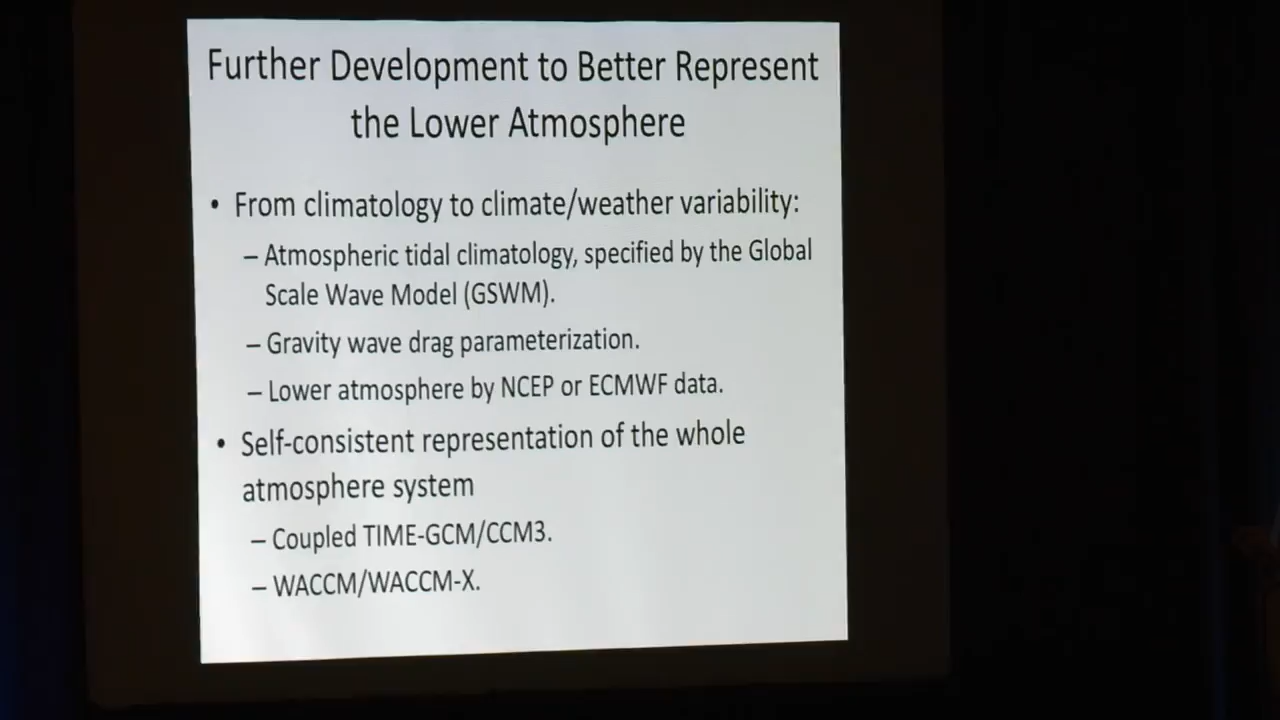 Further Development to Better Represent
the Lower Atmosphere
• From climatology to climate/weather variability:
– Atmospheric tidal climatology, specified by the Global
Scale Wave Model (GSWM).
– Gravity wave drag parameterization.
– Lower atmosphere by NCEP or ECMWF data.
• Self-consistent representation of the whole
atmosphere system
– Coupled TIME-GCM/CCM3.
– WACCM/WACCM-X.